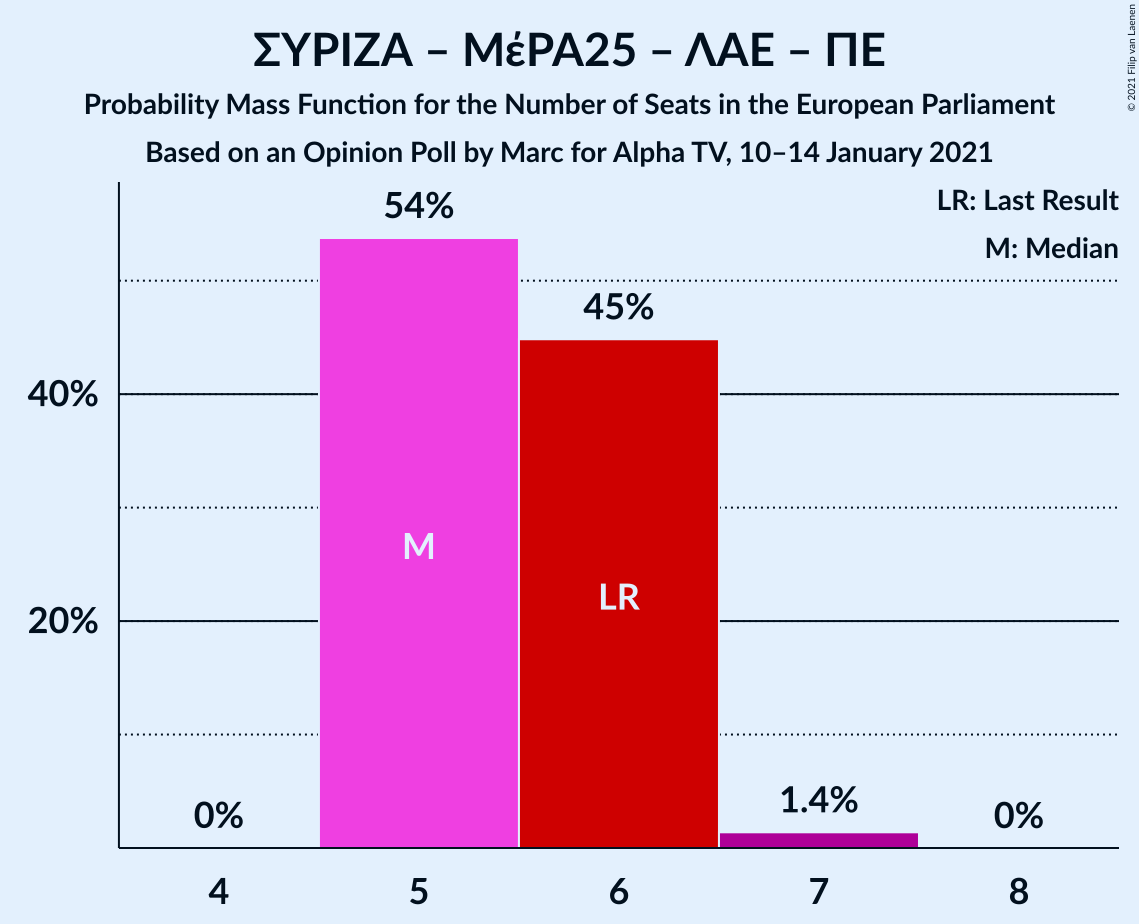 ΣΥΡΙΖΑ – ΜέΡΑ25 – ΛΑΕ – ΠΕ
Probability Mass Function for the Number of Seats in the European Parliament
Based on an Opinion Poll by Marc for Alpha TV, 10–14 January 2021
© 2021 Filip van Laenen
LR: Last Result
M: Median
54%
45%
40%
M
LR
20%
0%
1.4%
0%
4
5
6
7
8